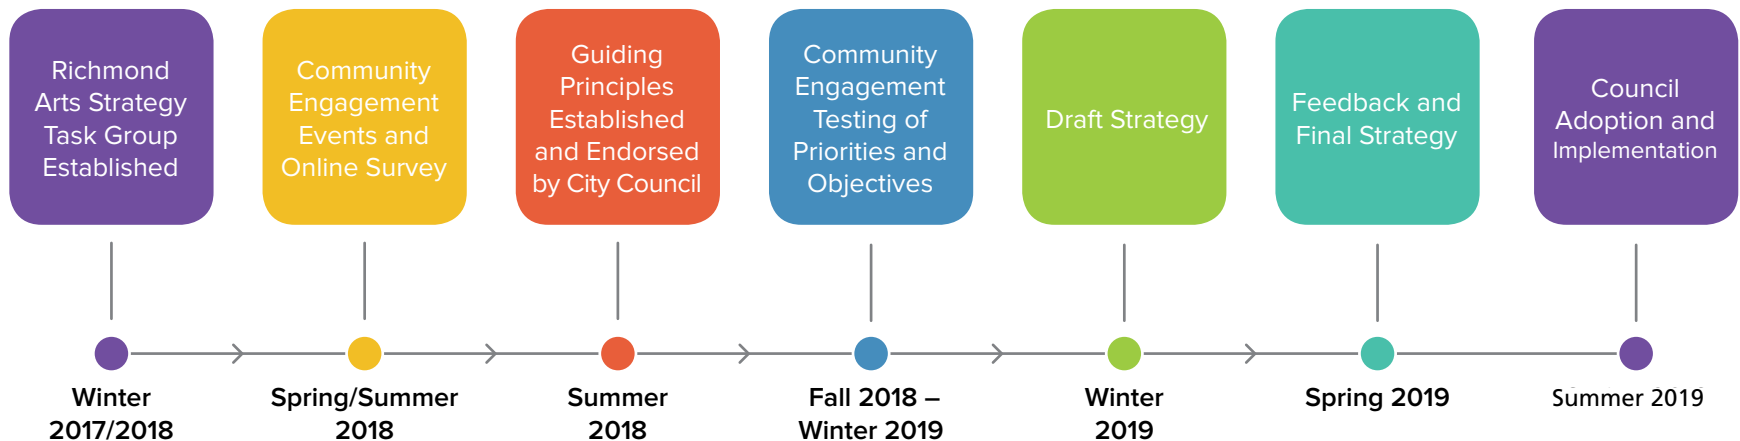 Richmond
Arts Strategy
Task Group
Established
Community
Engagement
Events and
Online Survey
Guiding
Principles
Established
and Endorsed
by City Council
Community
Engagement
Testing of
Priorities and
Objectives
Draft Strategy
Feedback and
Final Strategy
Council
Adoption and
Implementation
Winter
2017/2018
Spring/Summer
2018
Summer
2018
Fall 2018 –
Winter 2019
Winter
2019
Spring 2019
Summer 2019